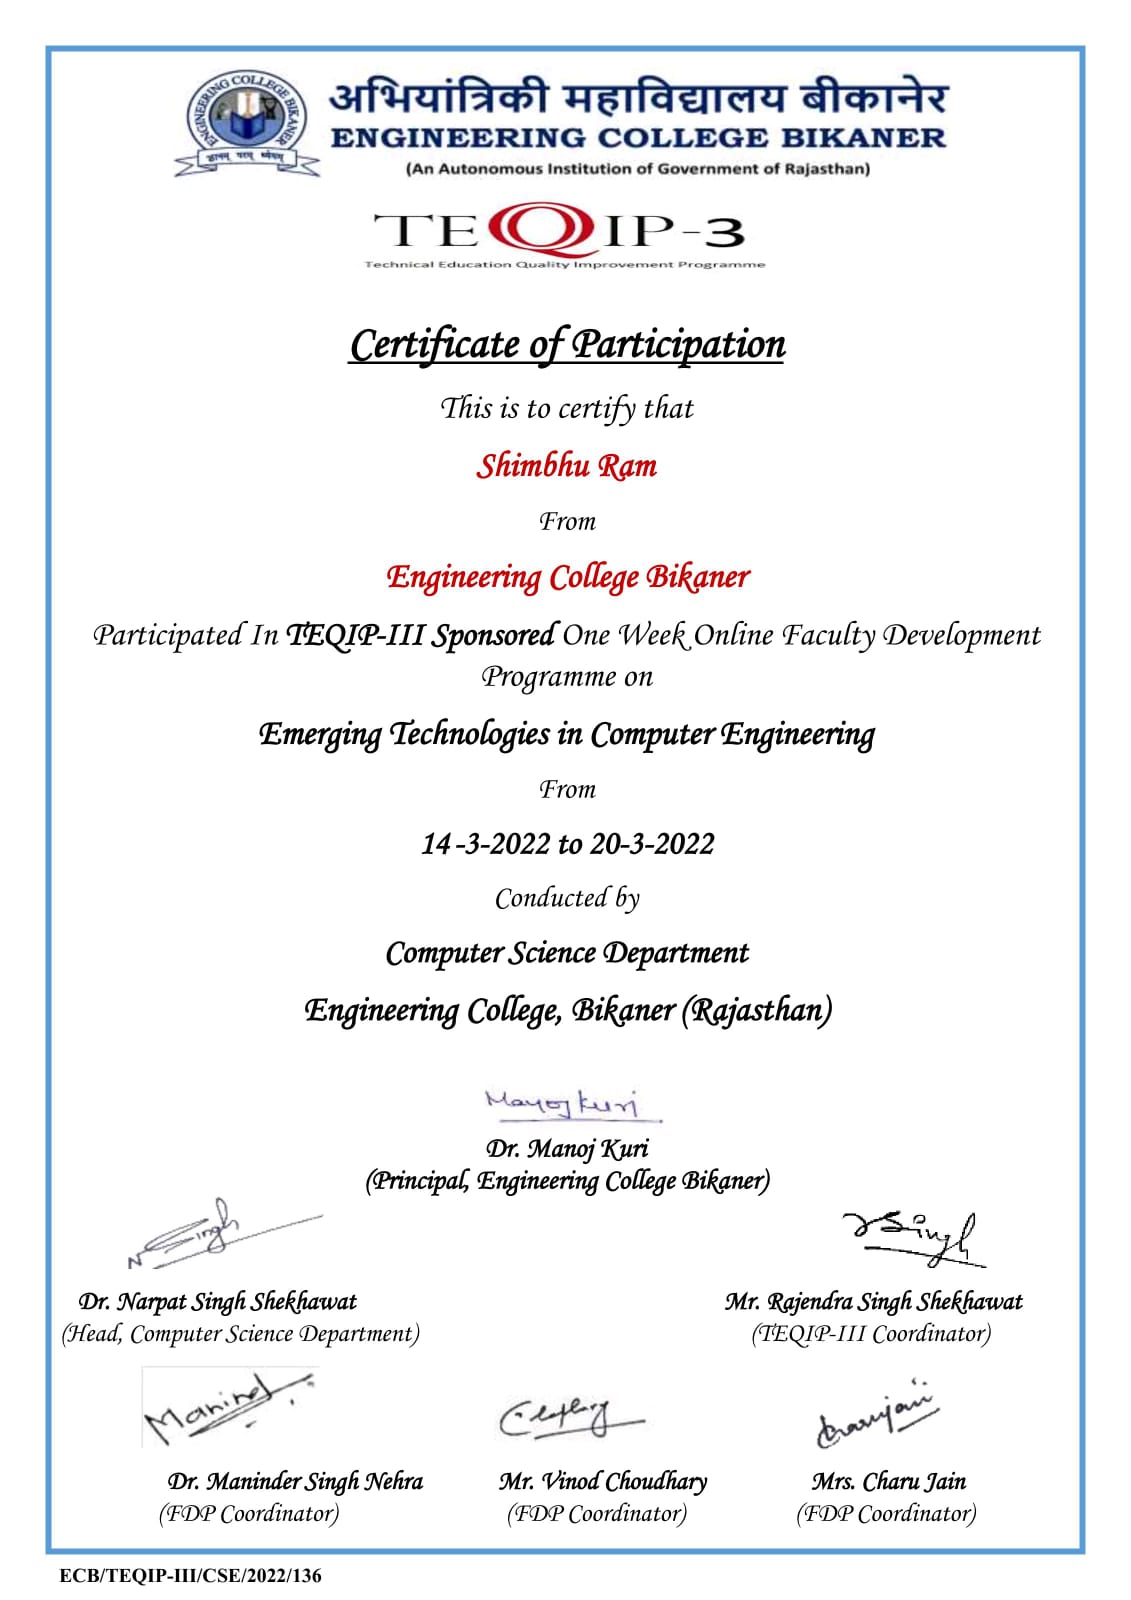 ENGINEERING COLLEGE BIKANER
ज्ञानम् परम् ध्येयम्
अभियांत्रिकी महाविद्यालय बीकानेर
ENGINEERING COLLEGE BIKANER
(An Autonomous Institution of Government of Rajasthan)
TEQIP-3
Technical Education Quality Improvement Programme
Certificate of Participation
This is to certify that
Shimbhu Ram
From
Engineering College Bikaner
Participated In TEQIP-III Sponsored One Week Online Faculty Development
Programme on
Emerging Technologies in Computer Engineering
From
14 -3-2022 to 20-3-2022
Conducted by
Computer Science Department
Engineering College, Bikaner (Rajasthan)
Manoj Kuri
Dr. Manoj Kuri
(Principal, Engineering College Bikaner)
N Singh
Dr. Narpat Singh Shekhawat
(Head, Computer Science Department)
Singh
Mr. Rajendra Singh Shekhawat
(TEQIP-III Coordinator)
Dr. Maninder Singh Nehra
(FDP Coordinator)
Mr. Vinod Choudhary
(FDP Coordinator)
Charujain
Mrs. Charu Jain
(FDP Coordinator)
ECB/TEQIP-III/CSE/2022/136